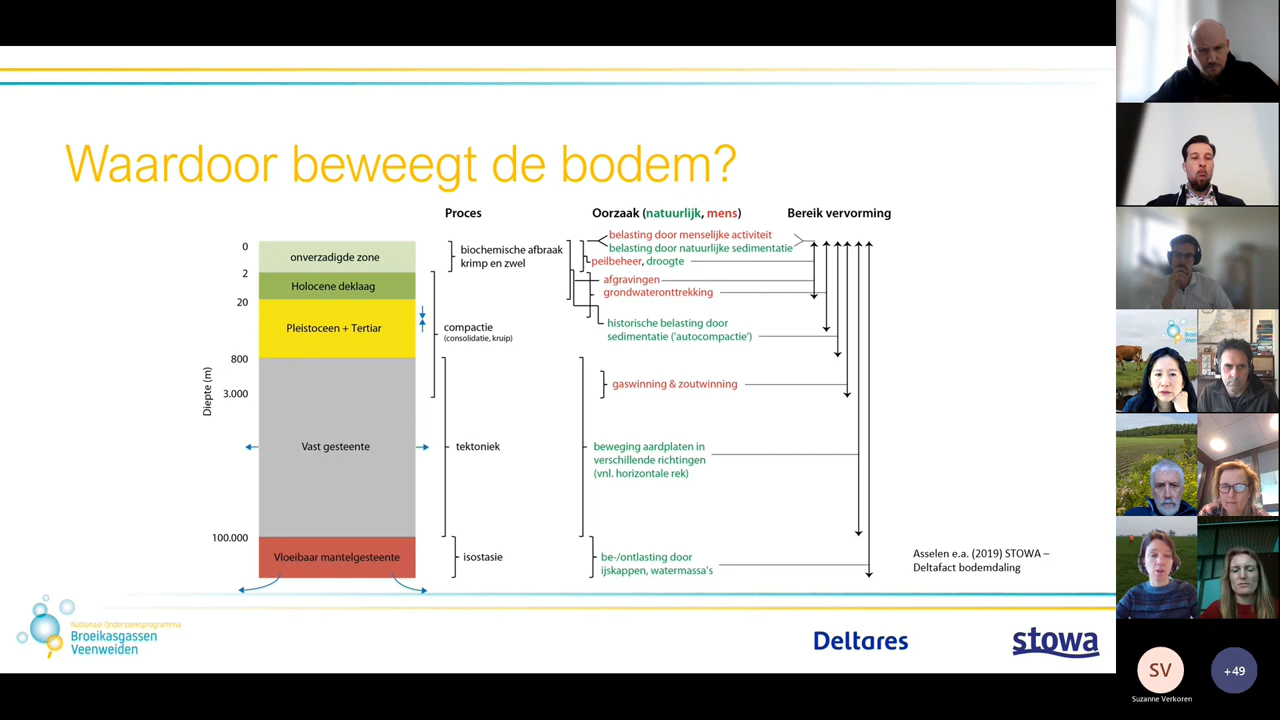 Waardoor beweegt de bodem?
Proces
Oorzaak (natuurlijk, mens)
Bereik vervorming
0
2
20
800
3.000
100.000
Diepte (m)
onverzadigde zone
Holocene deklaag
Pleistoceen + Tertiar
Vast gesteente
Vloeibaar mantelgesteente
biochemische afbraak
krimp en zwel
compactie
(consolidatie, kruip)
tektoniek
isostasie
belasting door menselijke activiteit
belasting door natuurlijke sedimentatie
peilbeheer, droogte
afgravingen
grondwateronttrekking
historische belasting door
sedimentatie ('autocompactie')
gaswinning & zoutwinning
beweging aardplaten in
verschillende richtingen
(vnl. horizontale rek)
be-/ontlasting door
ijskappen, watermassa's
Asselen e.a. (2019) STOWA –
Deltafact bodemdaling
Nationaal Onderzoeksprogramma
Broeikasgassen
Veenweiden
Deltares
stowa
SV
Suzanne Verkoren
+49